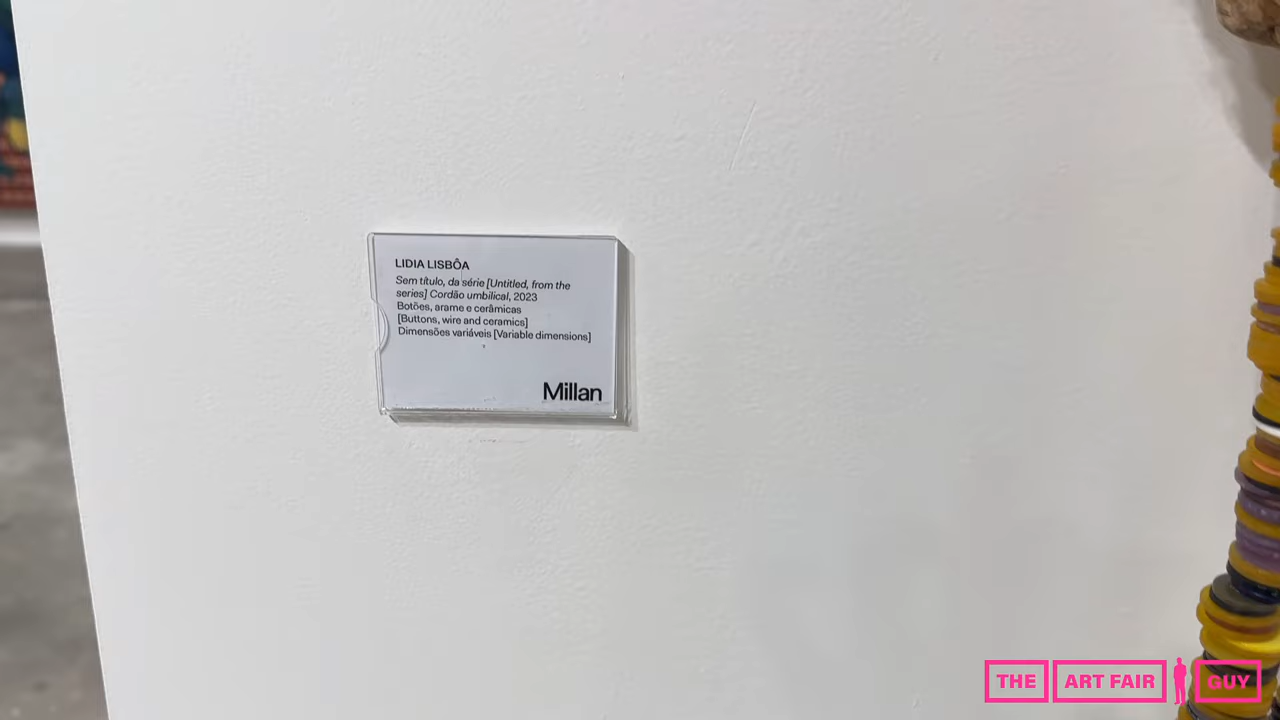 LIDIA LISBÔA
Sem título, da série [Untitled, from the
series] Cordão umbilical, 2023
Botões, arame e cerâmicas
[Buttons, wire and ceramics]
Dimensões variáveis [Variable dimensions]
Millan
THE ART FAIR GUY